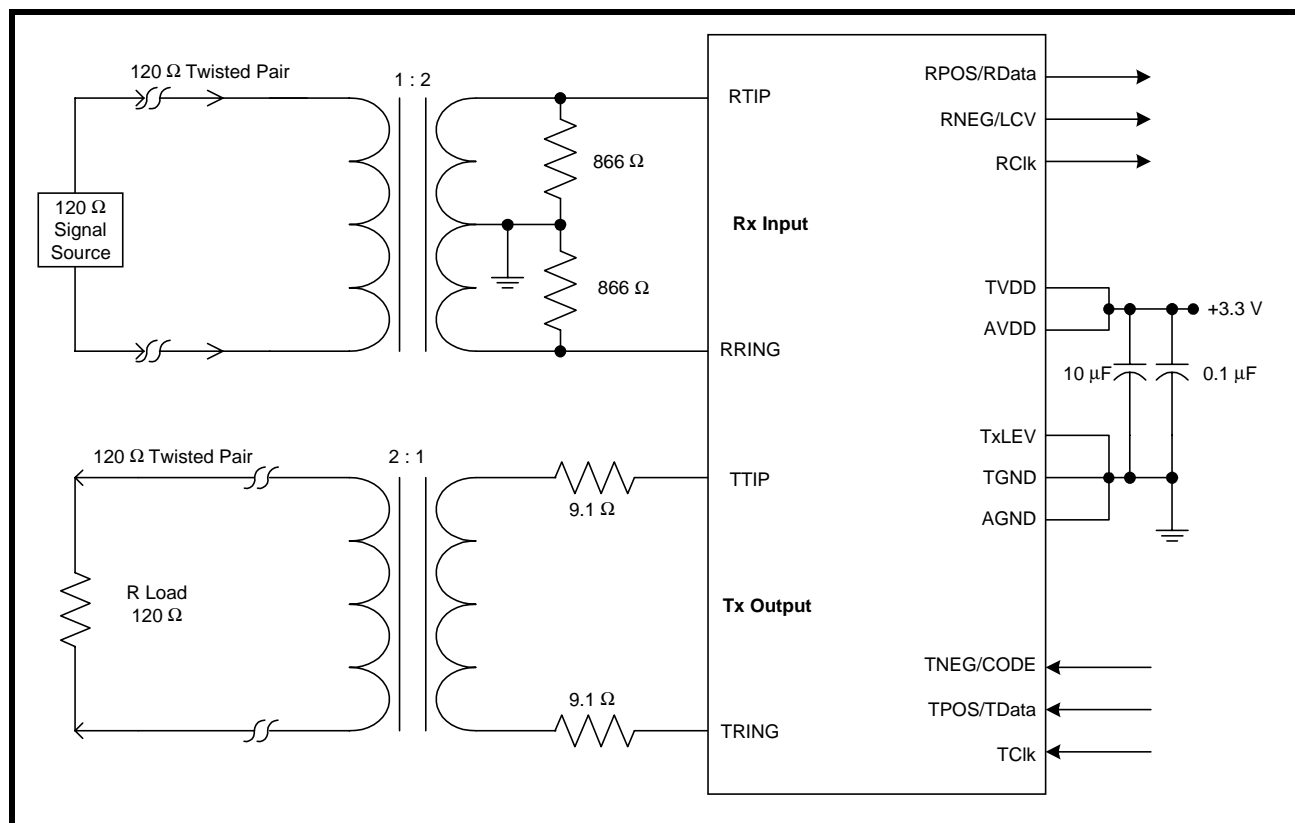 120 Ω Twisted Pair
1 : 2
120 Ω
Signal
Source
866 Ω
866 Ω
RTIP
Rx Input
RRING
RPOS/RData
RNEG/LCV
RClk
TVDD
AVDD
+3.3 V
10 μF
0.1 μF
TxLEV
TGND
AGND
120 Ω Twisted Pair
2 : 1
R Load
120 Ω
9.1 Ω
9.1 Ω
TTIP
Tx Output
TRING
TNEG/CODE
TPOS/TData
TClk